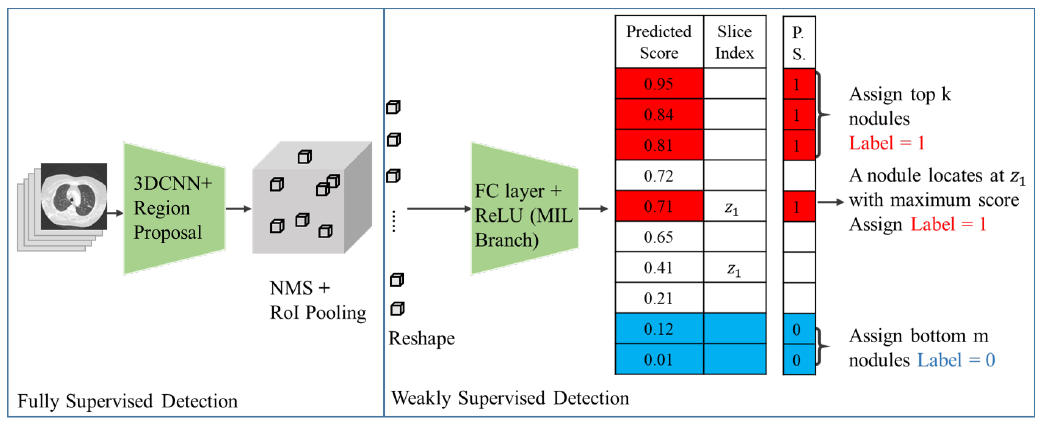 3DCNN+
Region
Proposal
NMS +
RoI Pooling
Fully Supervised Detection
......
Reshape
FC layer +
ReLU (MIL
Branch)
Weakly Supervised Detection
Predicted
Score
Slice
Index
P.
S.
0.95 1
0.84 1
0.81 1
0.72
0.71 z₁ 1
0.65
0.41 z₁
0.21
0.12 0
0.01 0
Assign top k
nodules
Label = 1
A nodule locates at z₁
with maximum score
Assign Label = 1
Assign bottom m
nodules Label = 0